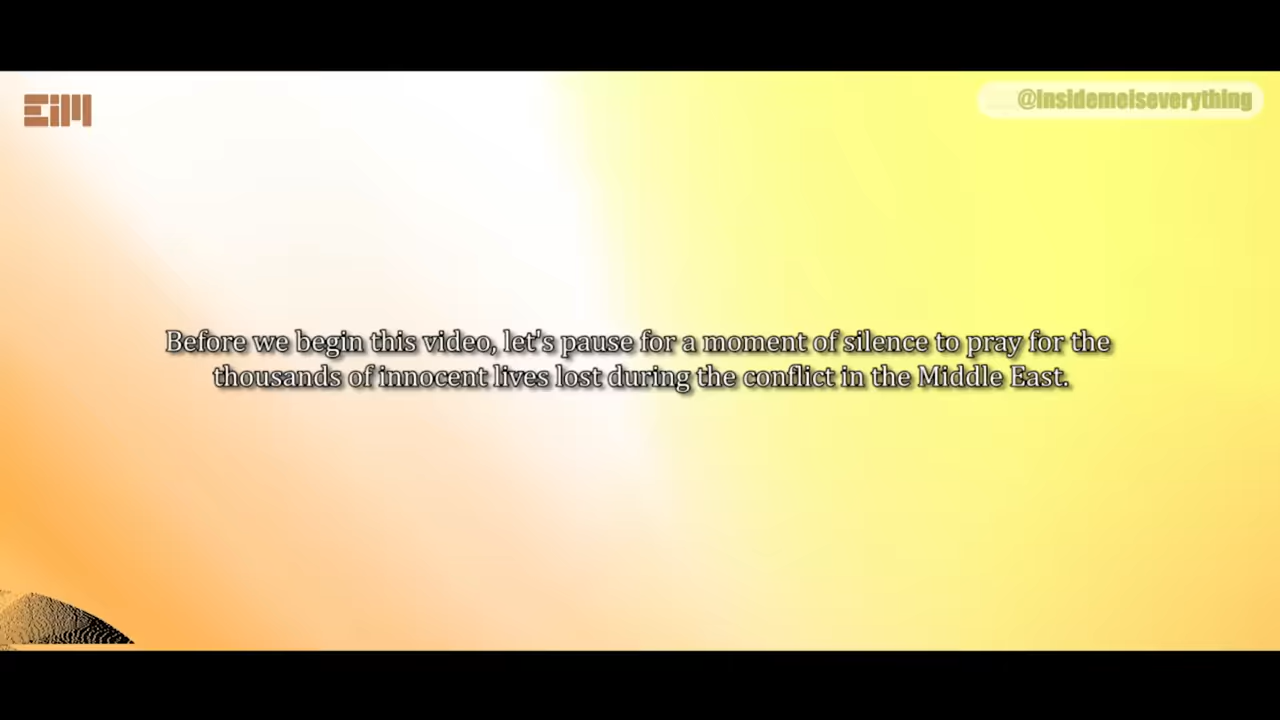 EiM
@insidemeiseverything
Before we begin this video, let's pause for a moment of silence to pray for the
thousands of innocent lives lost during the conflict in the Middle East.